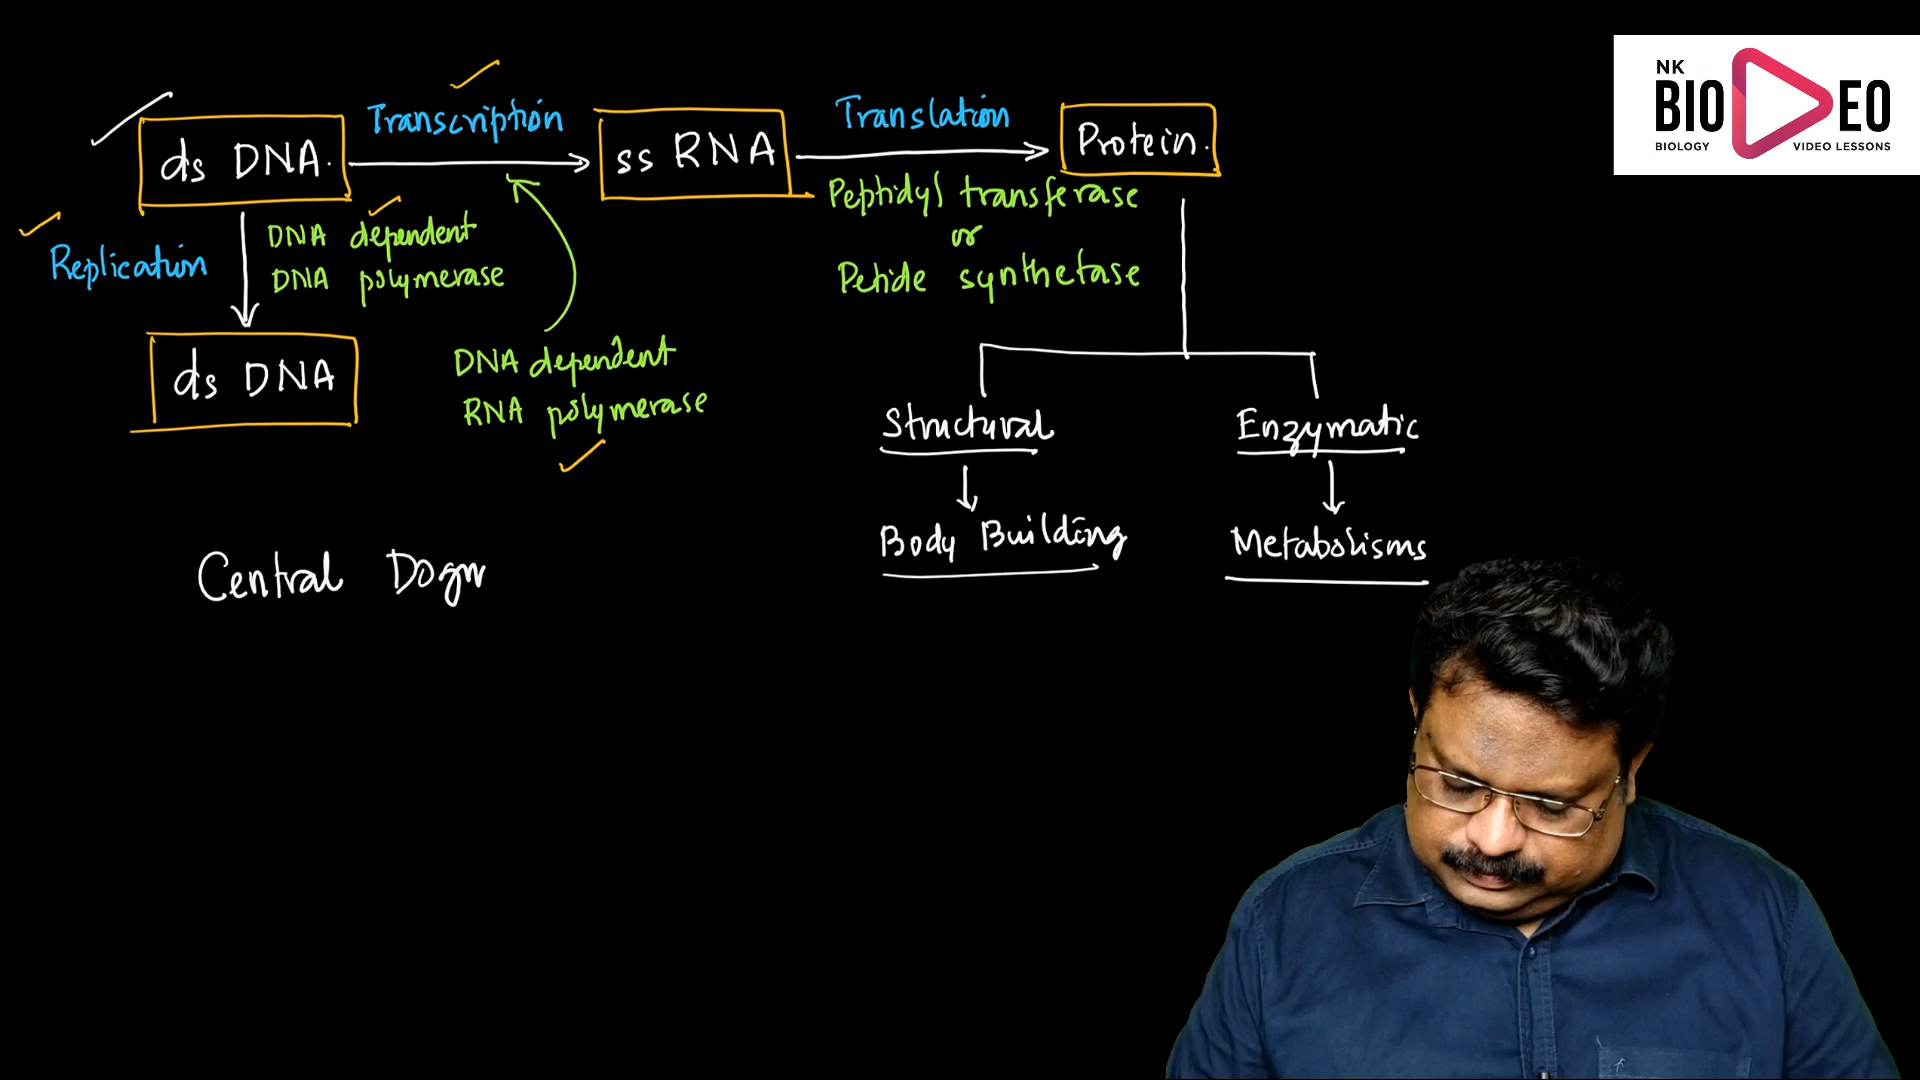 NK
BIO EO
BIOLOGY VIDEO LESSONS
Transcription
Translation
ds DNA.
ss RNA
Protein.
Peptidyl transferase
or
Petide synthetase
Replication
DNA dependent
DNA polymerase
ds DNA
DNA dependent
RNA polymerase
Structural
Enzymatic
Body Building
Metabolisms
Central Dogm